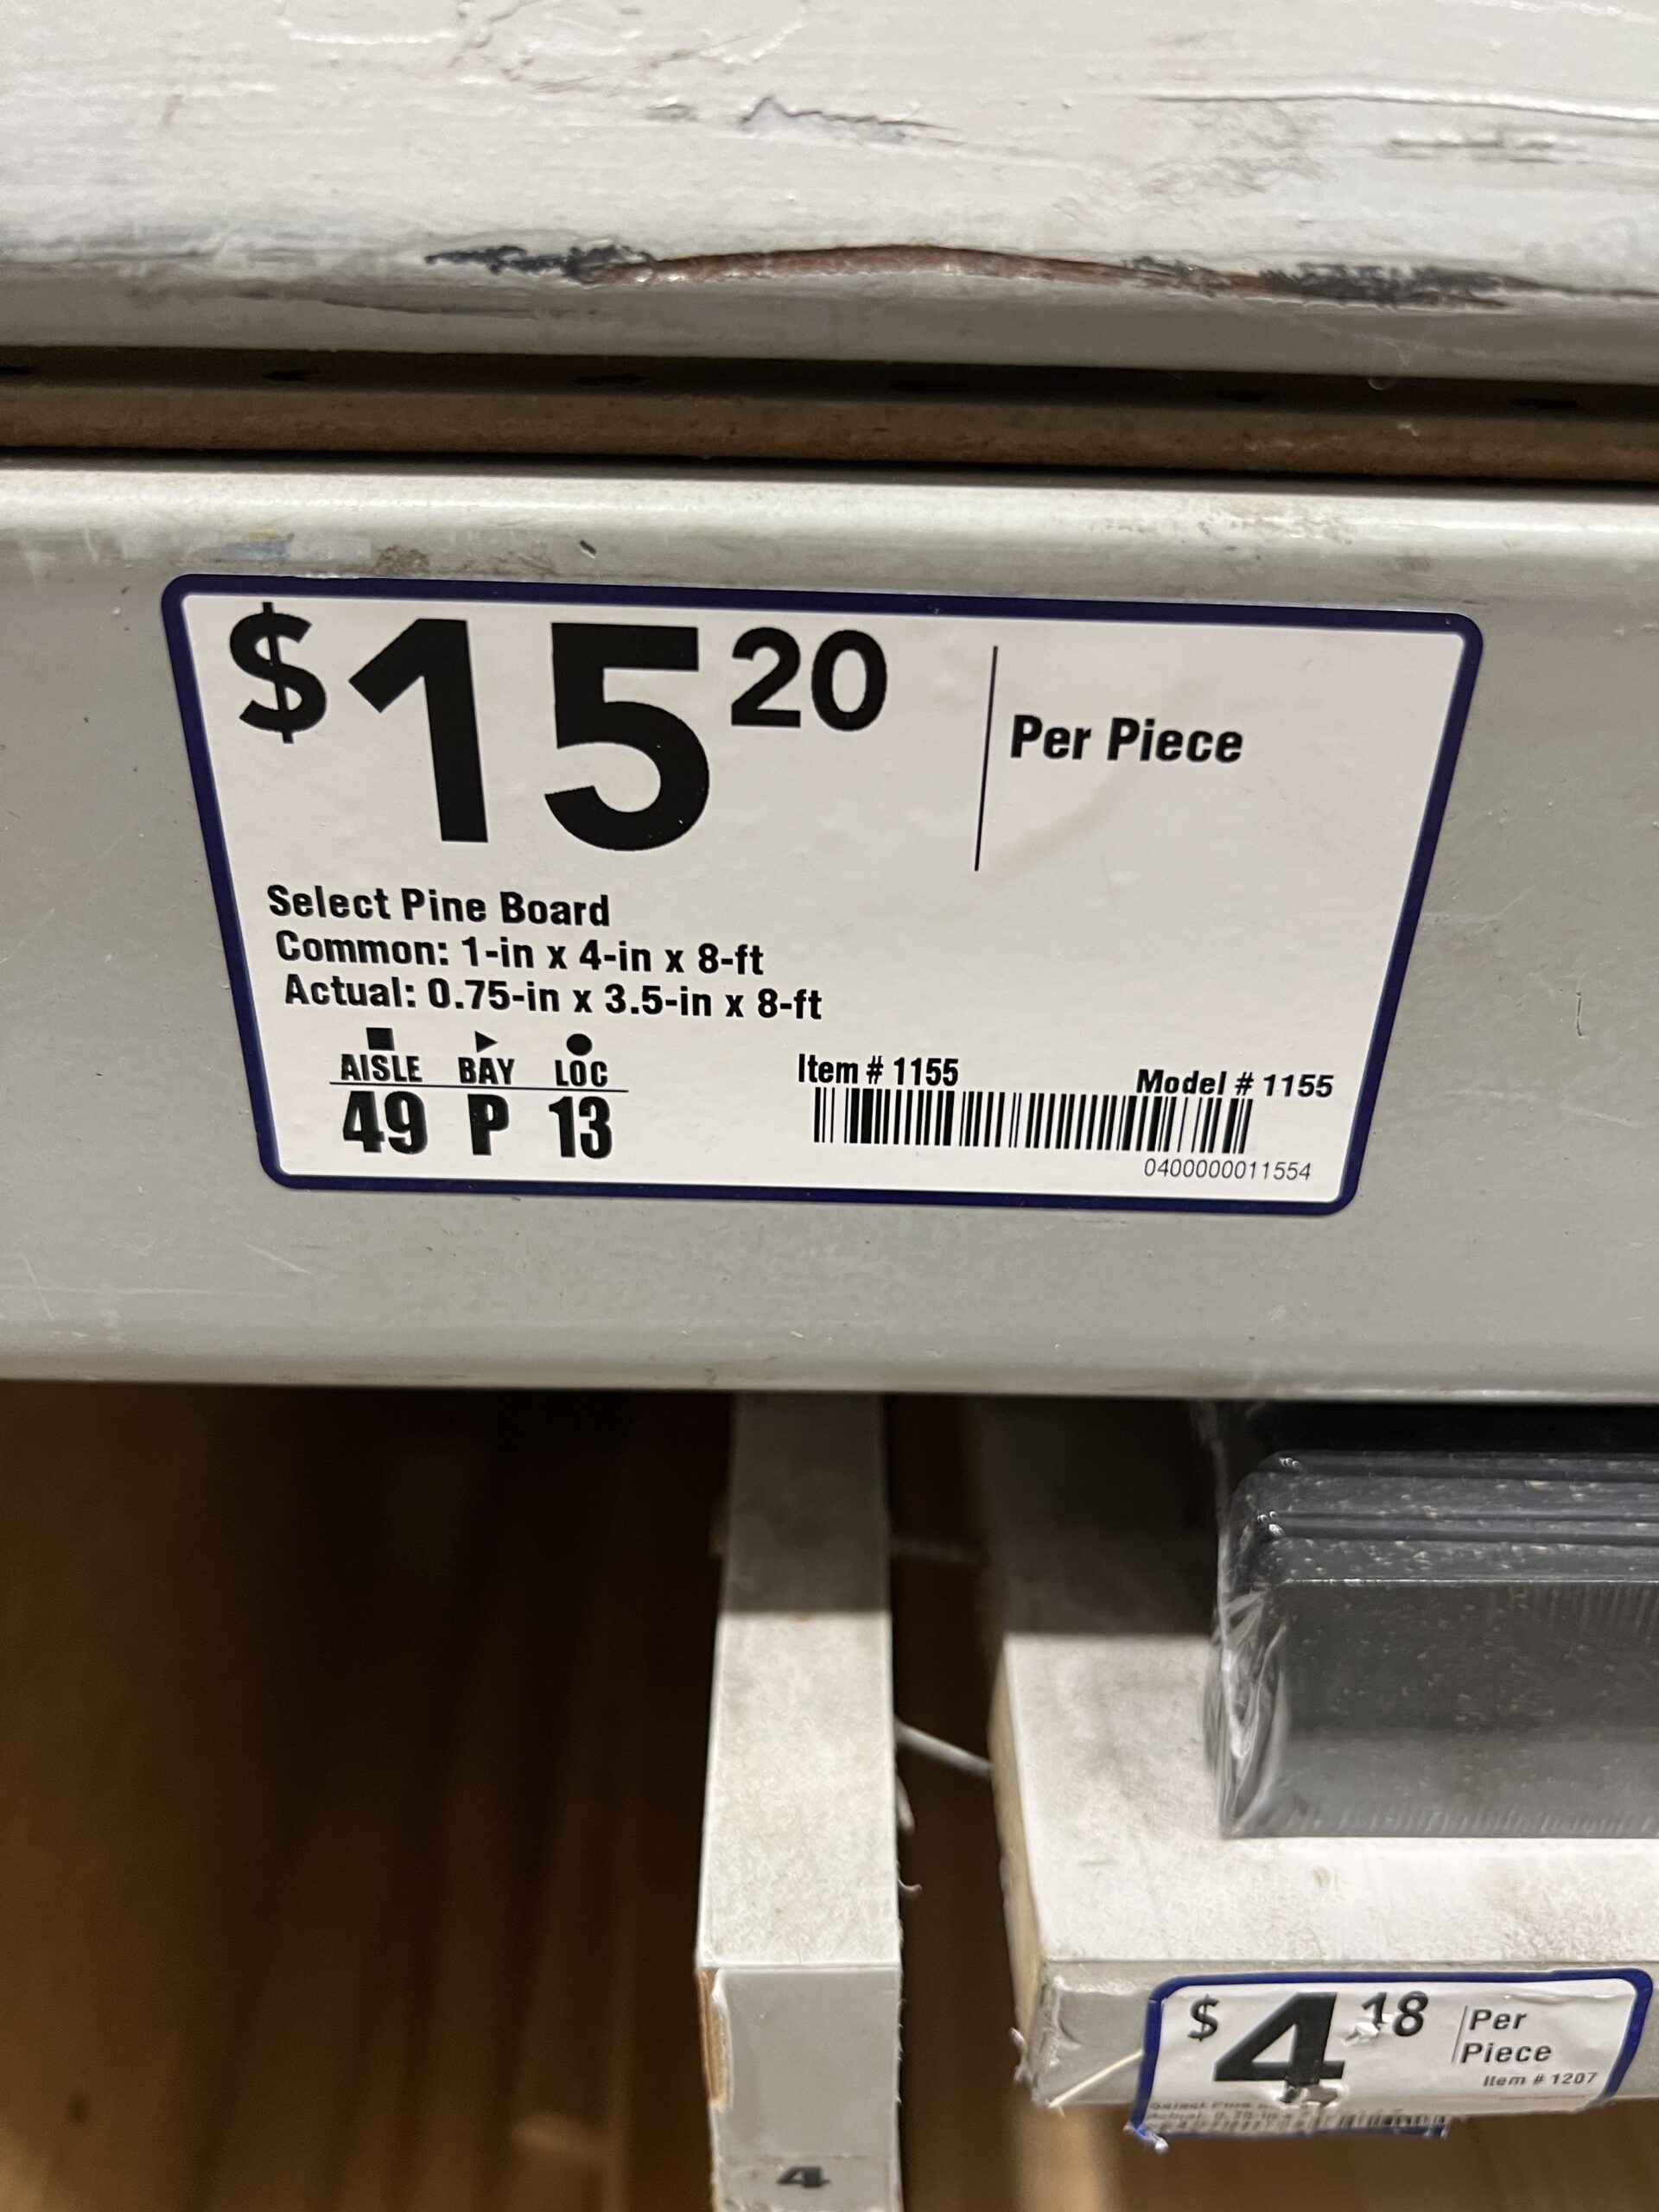 $15 20
Per Piece
Select Pine Board
Common: 1-in x 4-in x 8-ft
Actual: 0.75-in x 3.5-in x 8-ft
AISLE BAY LOC
49 P 13
Item # 1155
Model # 1155
0400000011554
$4 18
Per
Piece
Item # 1207
4